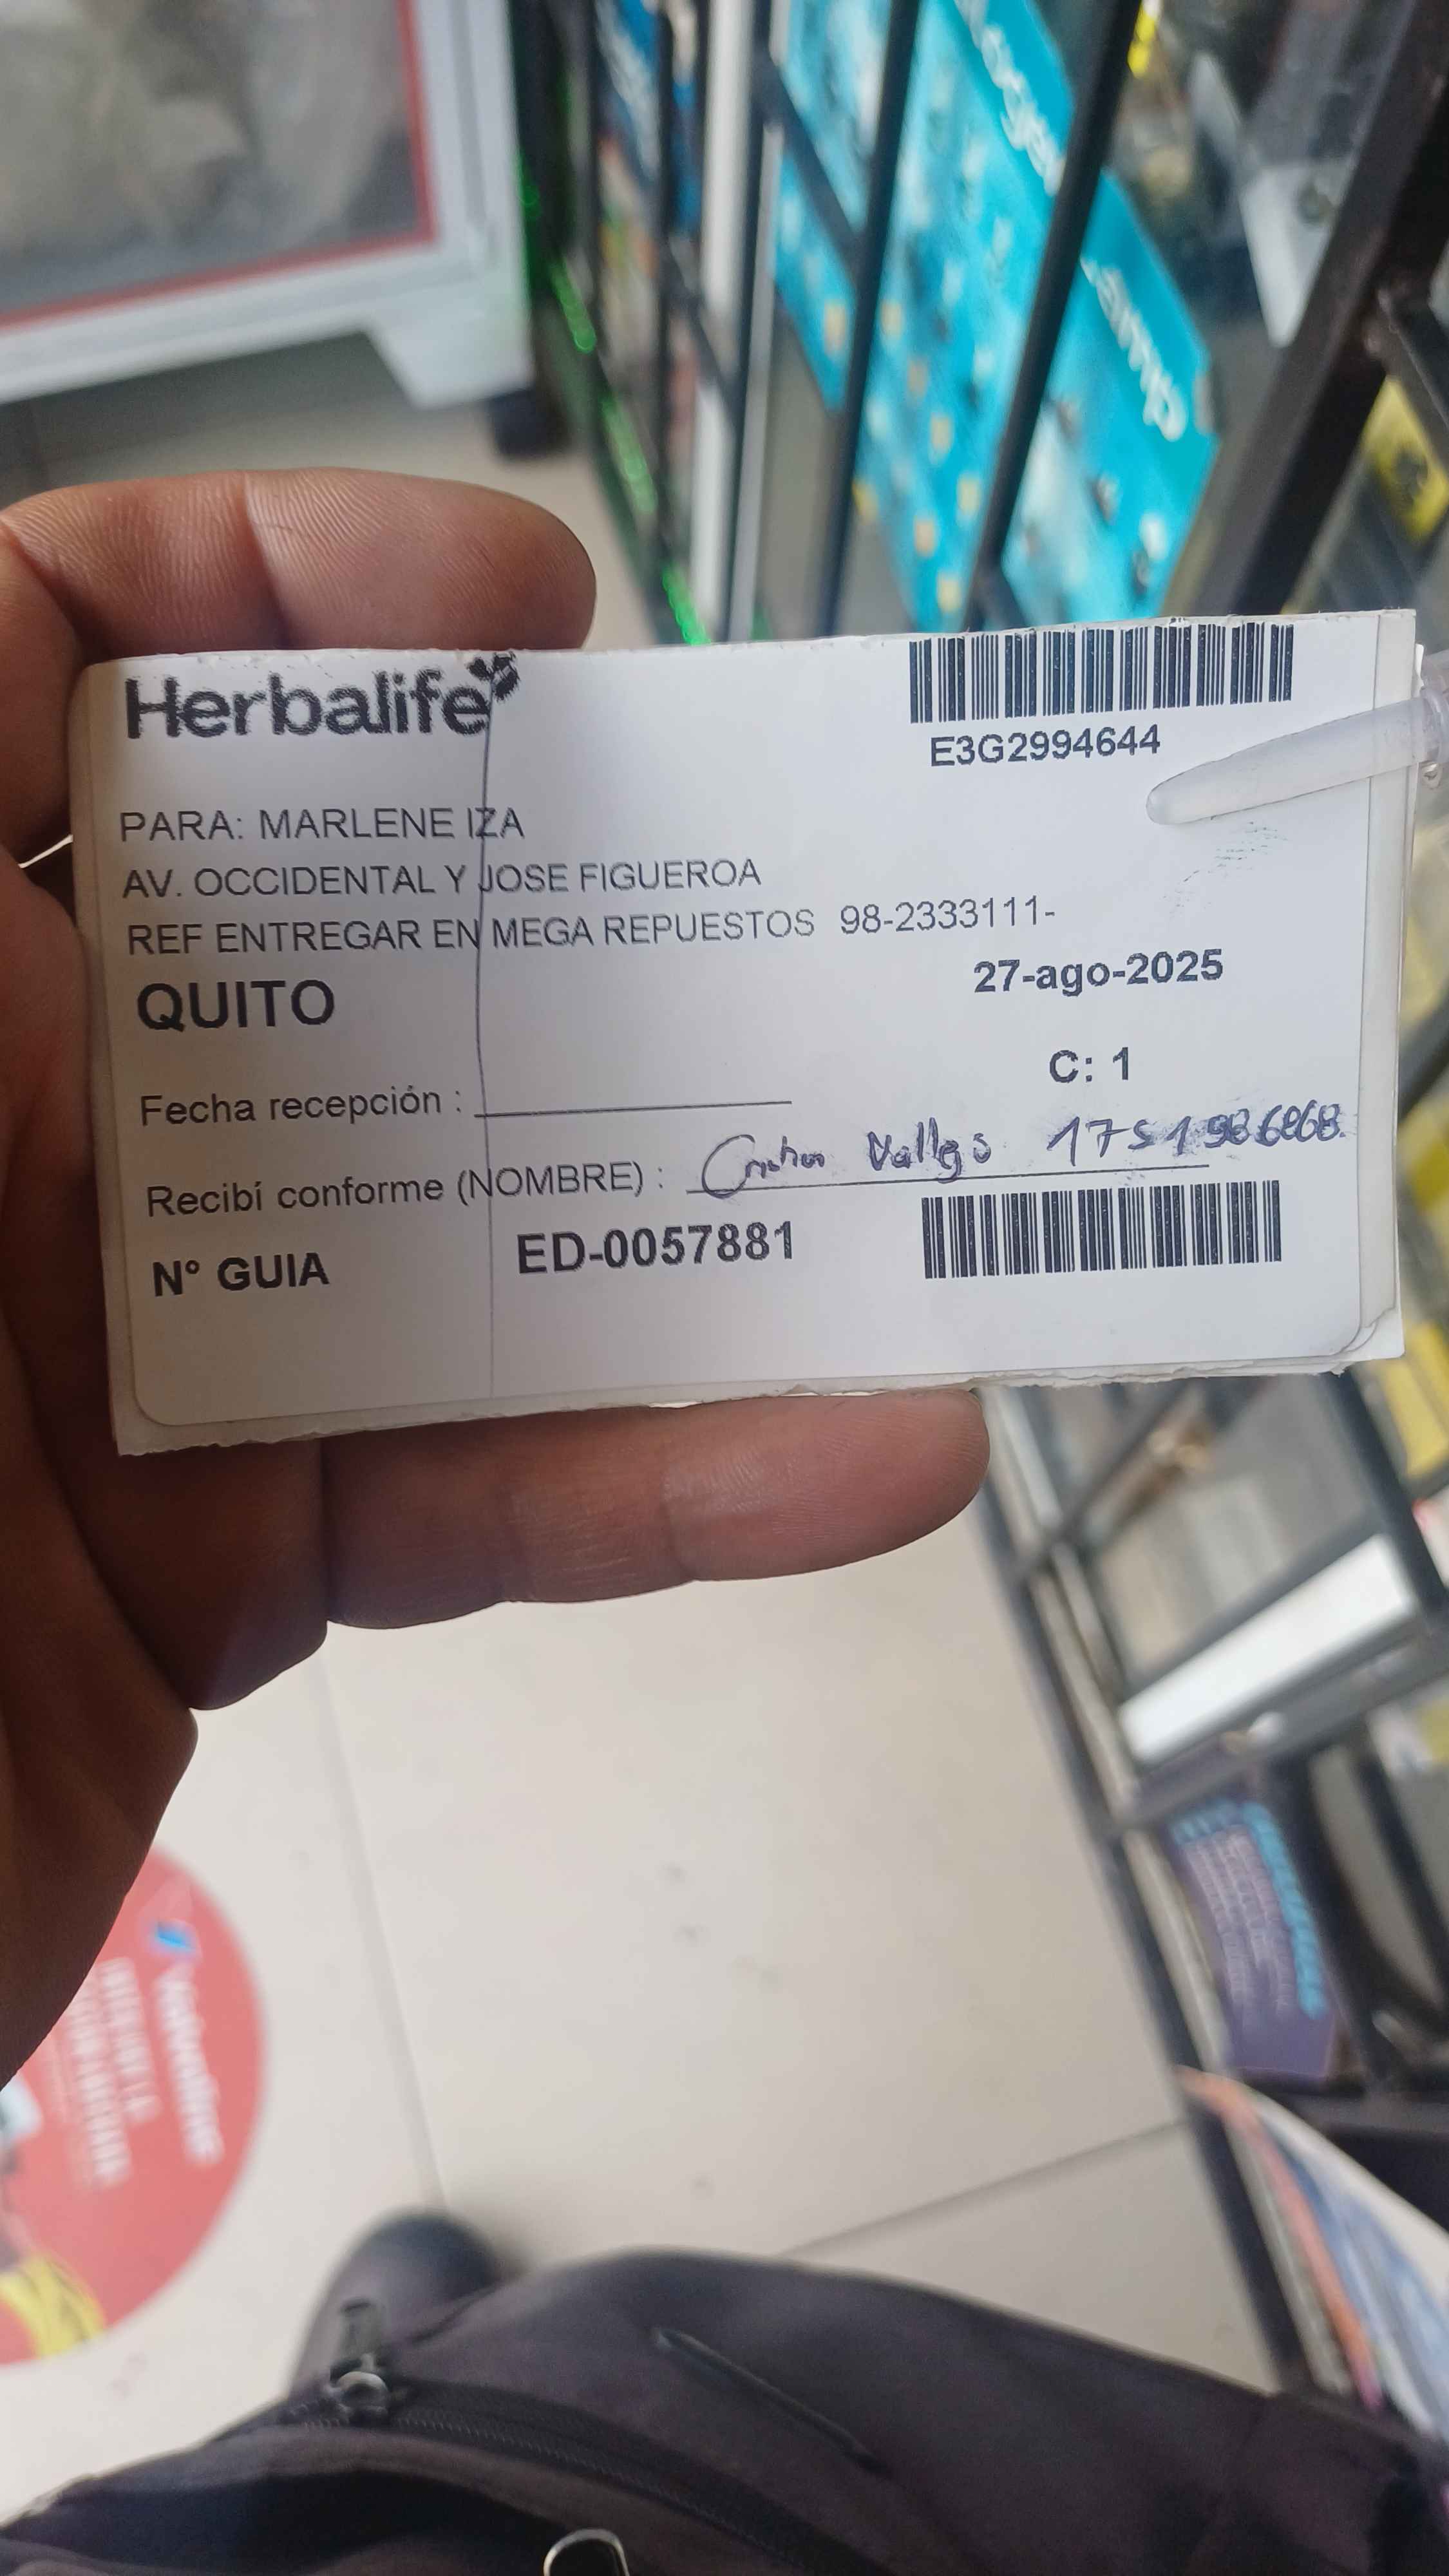 Herbalife
E3G2994644
PARA: MARLENE IZA
AV. OCCIDENTAL Y JOSE FIGUEROA
REF ENTREGAR EN MEGA REPUESTOS 98-2333111-
QUITO
27-ago-2025
C: 1
Fecha recepción :
Recibí conforme (NOMBRE) :
Nº GUIA
ED-0057881